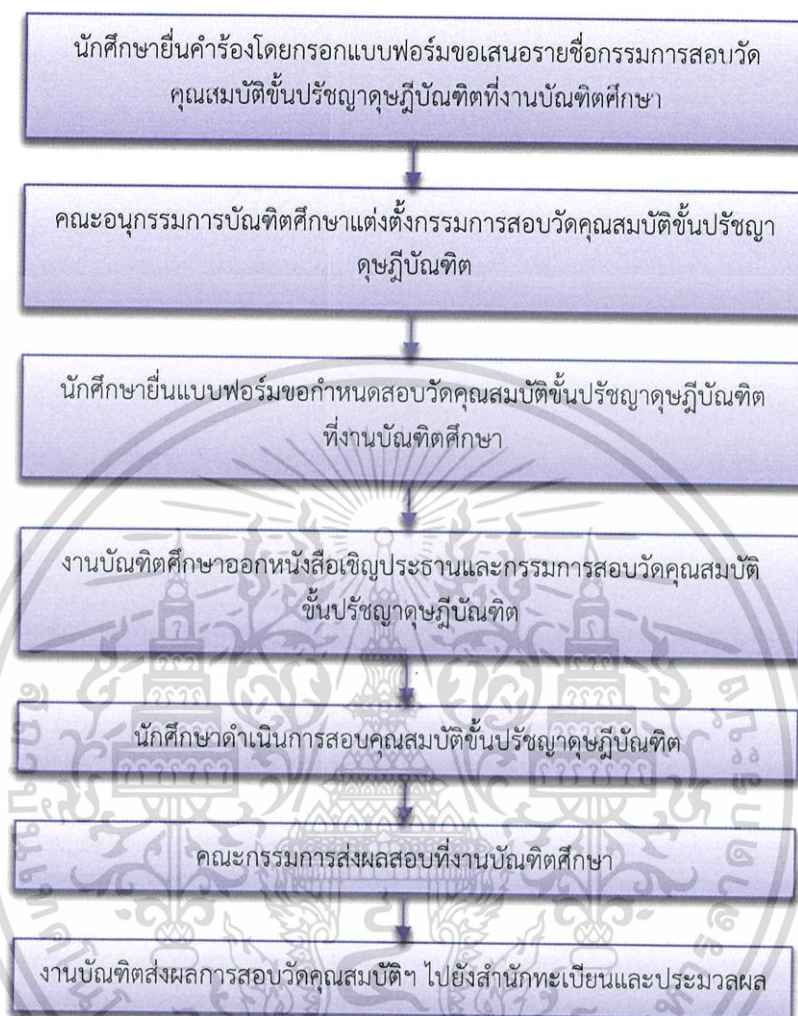 นักศึกษายื่นคำร้องโดยกรอกแบบฟอร์มขอเสนอรายชื่อกรรมการสอบวัด
คุณสมบัติขั้นปรัชญาดุษฎีบัณฑิตที่งานบัณฑิตศึกษา
คณะอนุกรรมการบัณฑิตศึกษาแต่งตั้งกรรมการสอบวัดคุณสมบัติขั้นปรัชญา
ดุษฎีบัณฑิต
นักศึกษายื่นแบบฟอร์มขอกำหนดสอบวัดคุณสมบัติขั้นปรัชญาดุษฎีบัณฑิต
ที่งานบัณฑิตศึกษา
งานบัณฑิตศึกษาออกหนังสือเชิญประธานและกรรมการสอบวัดคุณสมบัติ
ขั้นปรัชญาดุษฎีบัณฑิต
นักศึกษาดำเนินการสอบคุณสมบัติขั้นปรัชญาดุษฎีบัณฑิต
คณะกรรมการส่งผลสอบที่งานบัณฑิตศึกษา
งานบัณฑิตส่งผลการสอบวัดคุณสมบัติฯ ไปยังสำนักทะเบียนและประมวลผล